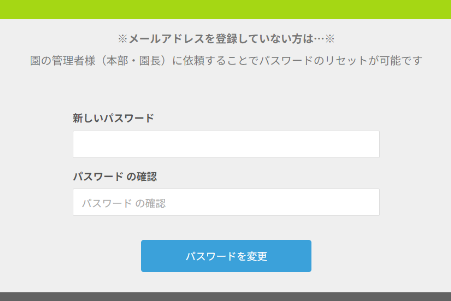 ※メールアドレスを登録していない方は…※
園の管理者様（本部・園長）に依頼することでパスワードのリセットが可能です
新しいパスワード
パスワード の確認
パスワード の確認
パスワードを変更